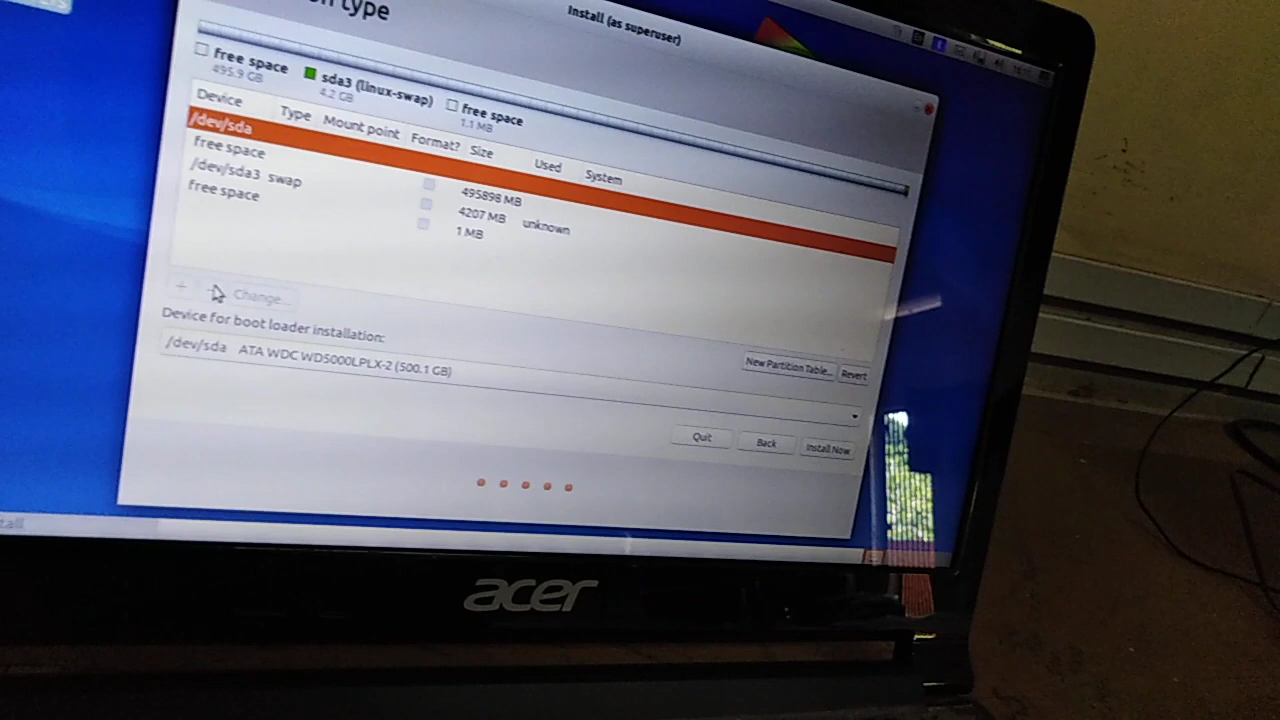 Install (as superuser)
type
free space
495.9 GB
sda3 (linux-swap)
4.2 GB
free space
1.1 MB
Device Type Mount point Format? Size Used System
/dev/sda
free space 495898 MB
/dev/sda3 swap 4207 MB unknown
free space 1 MB
+ Change...
Device for boot loader installation:
/dev/sda ATA WDC WD5000LPLX-2 (500.1 GB)
New Partition Table... Revert
Quit Back Install Now
acer